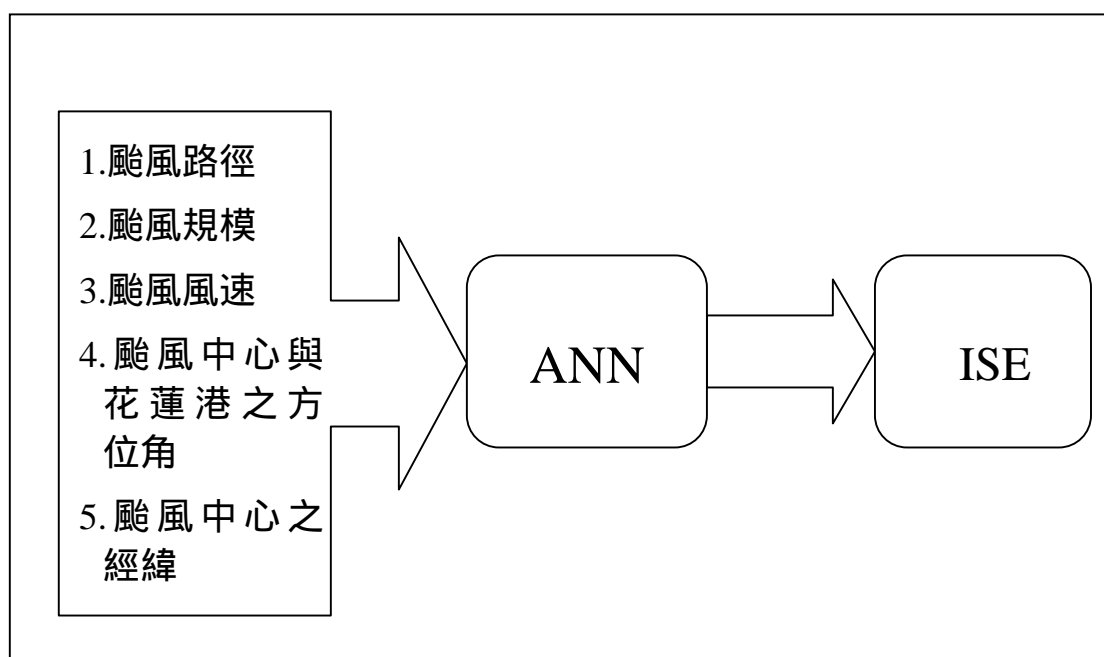 1.颱風路徑
2.颱風規模
3.颱風風速
4.颱風中心與
花蓮港之方
位角
5.颱風中心之
經緯
ANN
ISE